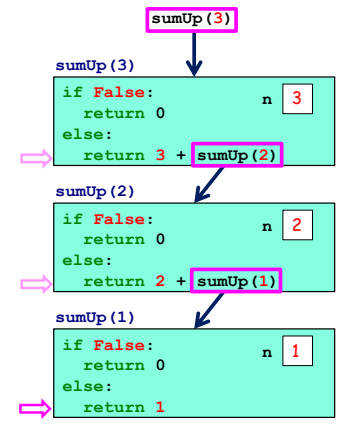 sumUp(3)
sumUp(3)
if False:
n 3
return 0
else:
return 3 + sumUp(2)
sumUp(2)
if False:
n 2
return 0
else:
return 2 + sumUp(1)
sumUp(1)
if False:
n 1
return 0
else:
return 1